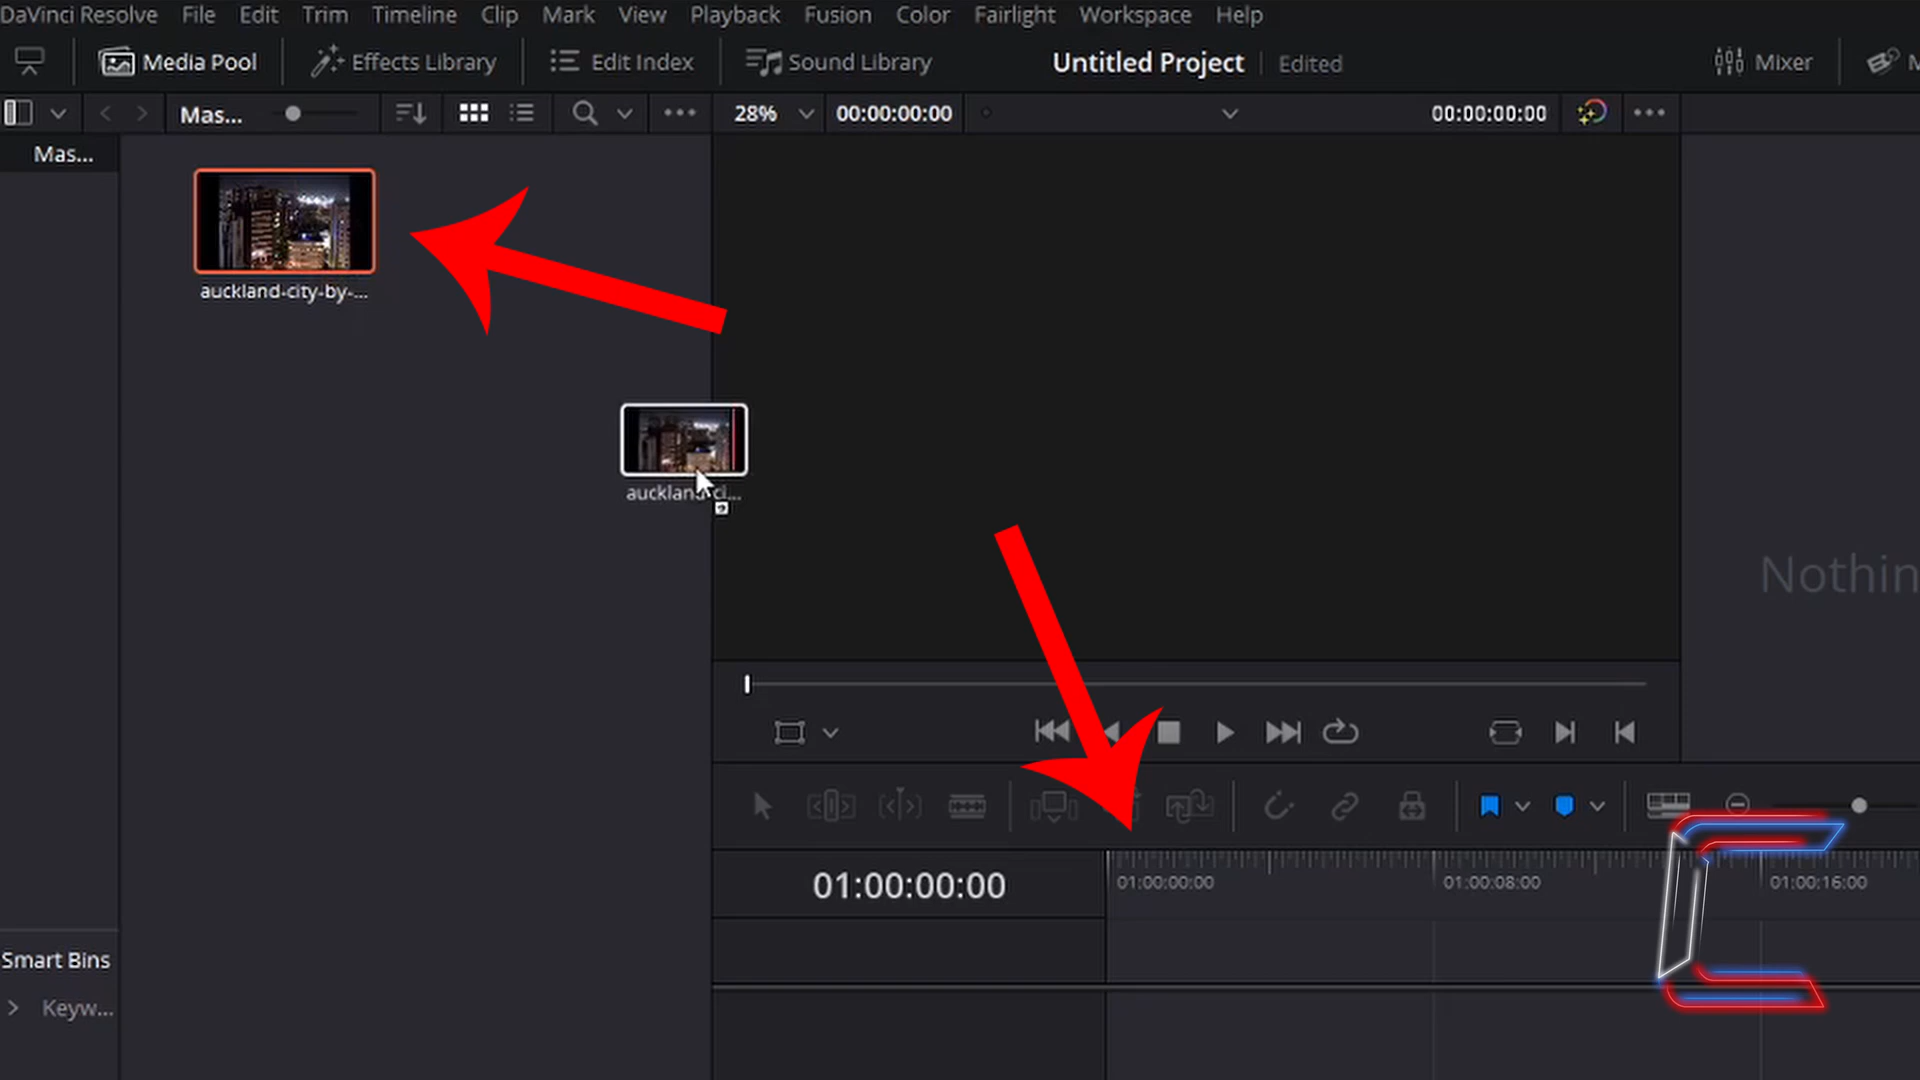 DaVinci Resolve File Edit Trim Timeline Clip Mark View Playback Fusion Color Fairlight Workspace Help
Media Pool Effects Library Edit Index Sound Library Untitled Project Edited Mixer M
Mas... 28% 00:00:00:00 00:00:00:00
Mas...
auckland-city-by-...
auckland-ci...
Nothin
01:00:00:00
01:00:00:00 01:00:08:00 01:00:16:00
Smart Bins
Keyw...